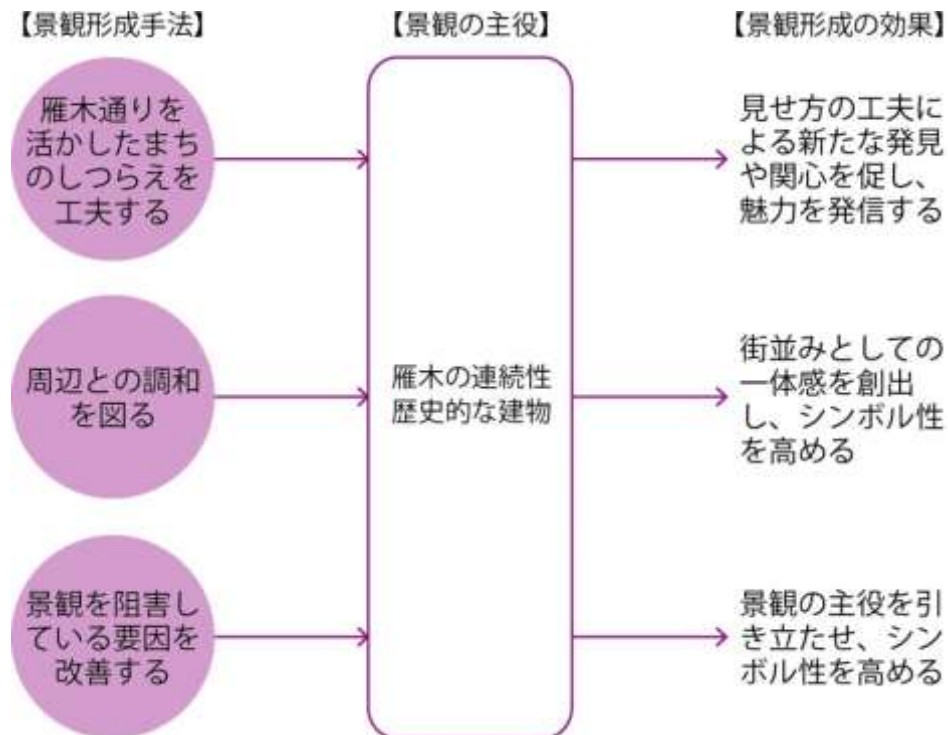 【景観形成手法】
【景観の主役】
【景観形成の効果】
雁木通りを
活かしたまち
のしつらえを
工夫する
見せ方の工夫に
よる新たな発見
や関心を促し、
魅力を発信する
周辺との調和
を図る
雁木の連続性
歴史的な建物
街並みとしての
一体感を創出
し、シンボル性
を高める
景観を阻害し
ている要因を
改善する
景観の主役を引
き立たせ、シン
ボル性を高める